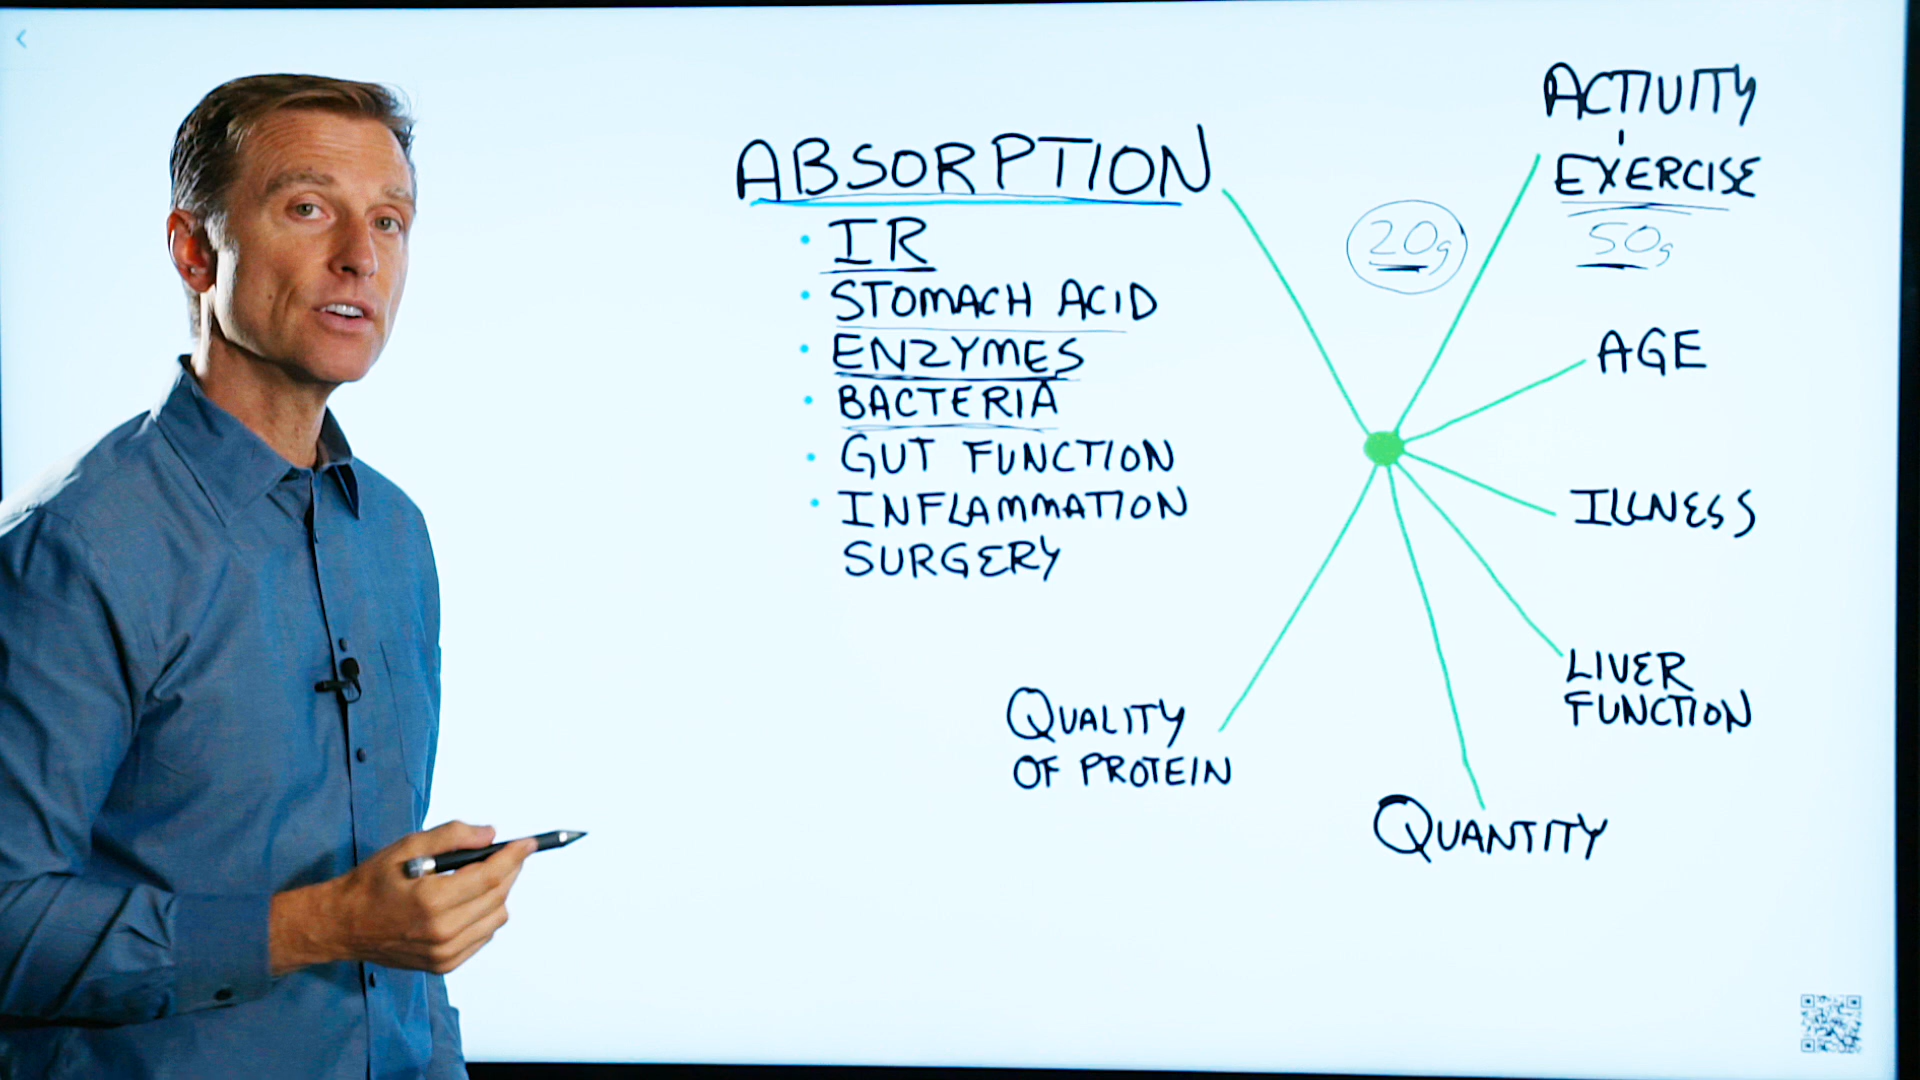 ABSORPTION
• IR
• STOMACH ACID
• ENZYMES
• BACTERIA
• GUT FUNCTION
• INFLAMMATION
SURGERY
ACTIVITY
EXERCISE
20g
50g
AGE
ILLNESS
LIVER
FUNCTION
QUANTITY
QUALITY
OF PROTEIN